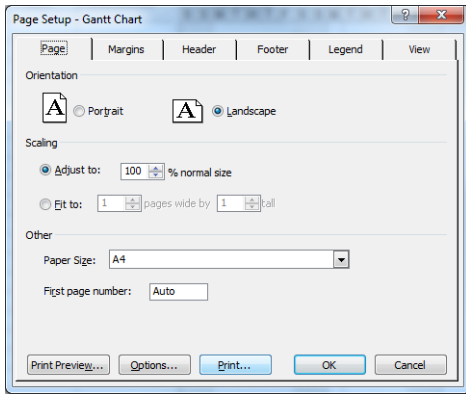 Page Setup - Gantt Chart
Page Margins Header Footer Legend View
Orientation
A Portrait A Landscape
Scaling
Adjust to: 100 % normal size
Fit to: 1 pages wide by 1 tall
Other
Paper Size: A4
First page number: Auto
Print Preview... Options... Print... OK Cancel